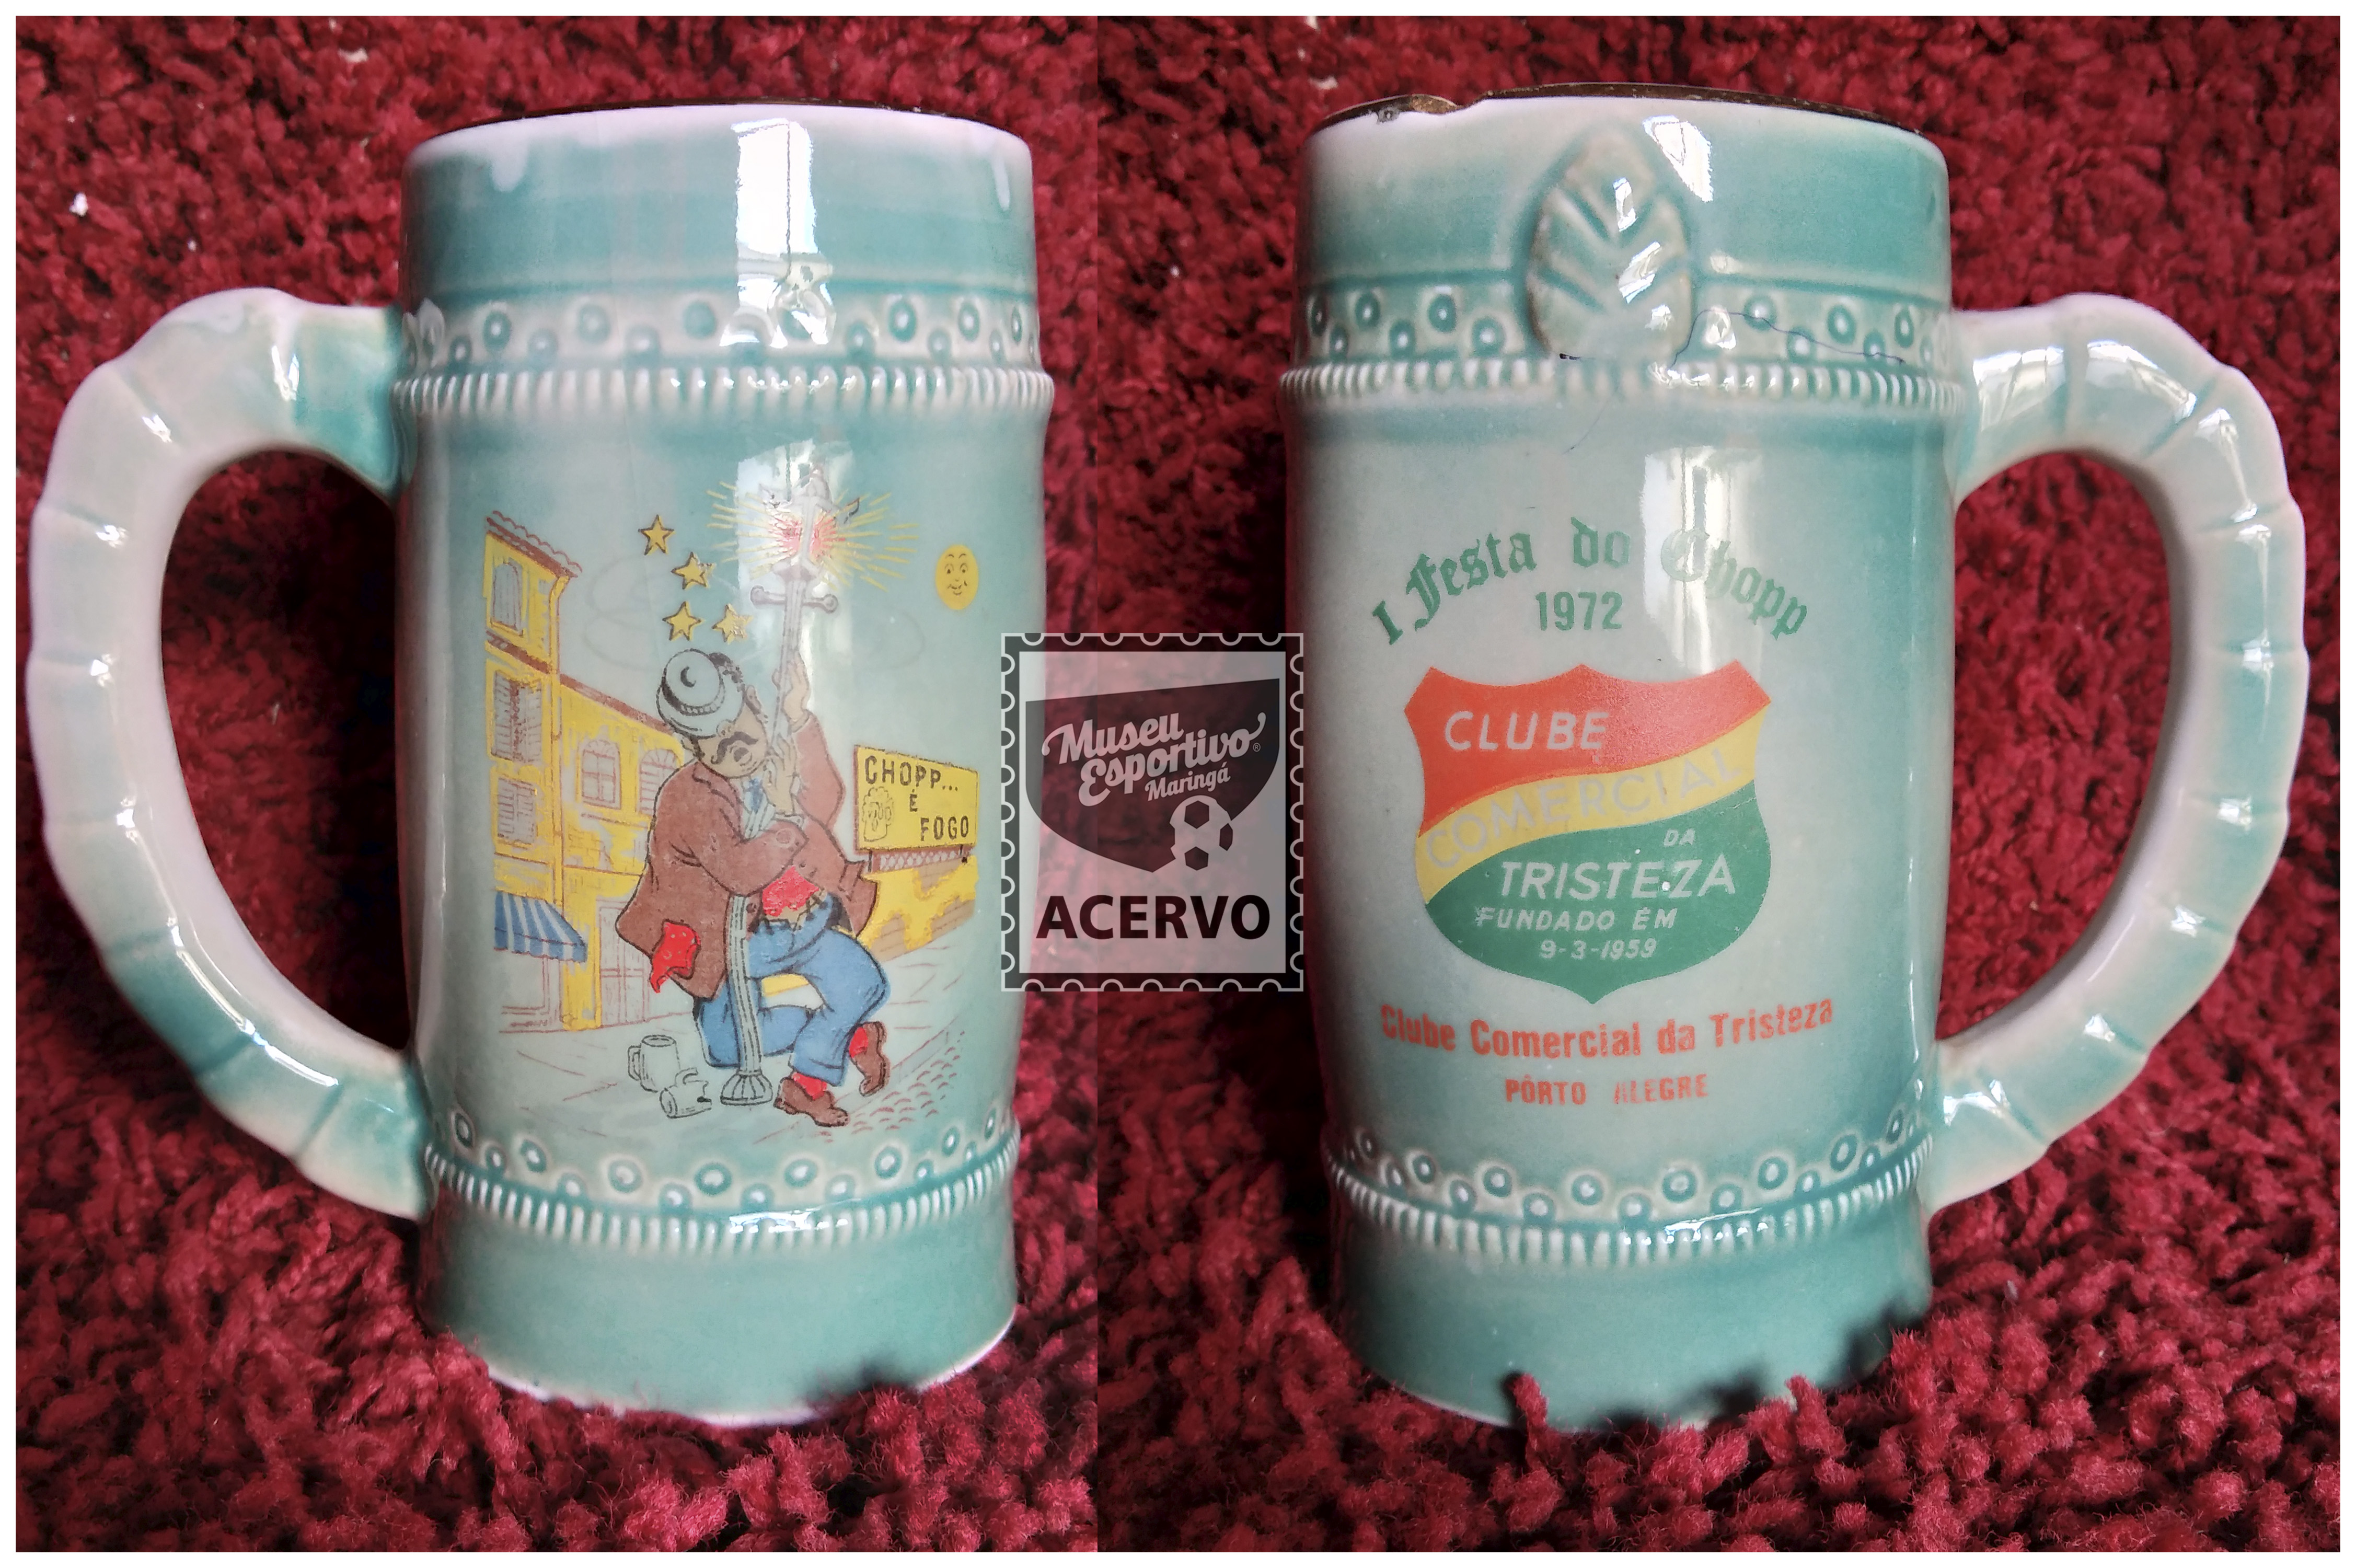 CHOPP...
É
FOGO
Museu
Esportivo®
Maringá
ACERVO
I Festa do Chopp
1972
CLUBE
COMERCIAL
DA
TRISTEZA
FUNDADO EM
9-3-1959
Clube Comercial da Tristeza
PÔRTO ALEGRE